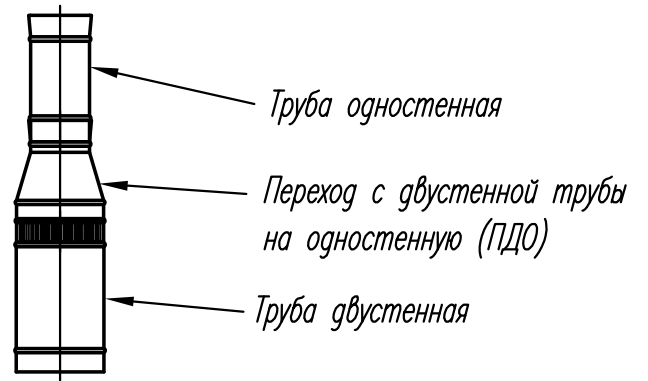 Труба одностенная
Переход с двустенной трубы
на одностенную (ПДО)
Труба двустенная